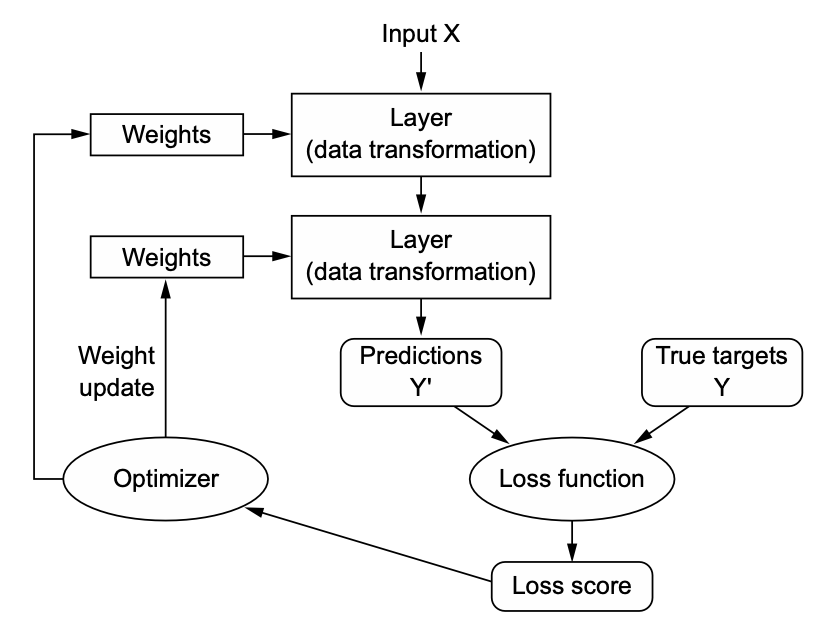 Input X
Weights
Layer
(data transformation)
Weights
Layer
(data transformation)
Weight
update
Predictions
Y'
True targets
Y
Optimizer
Loss function
Loss score